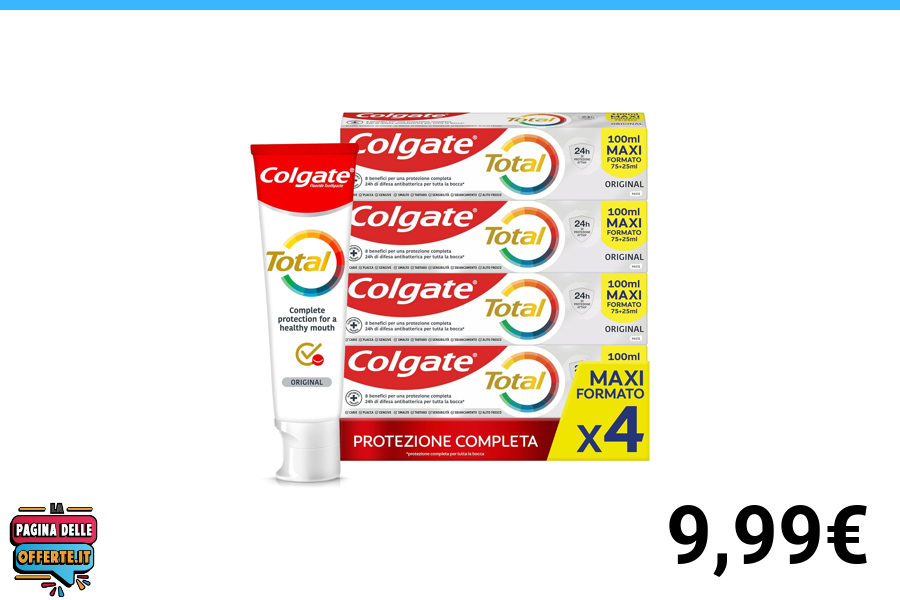 Colgate
Fluoride Toothpaste
Total
Complete
protection for a
healthy mouth
ORIGINAL
Colgate
Total
Colgate®
Total
8 benefici per una protezione completa
24h di difesa antibatterica per tutta la bocca*
24h
100ml
MAXI
FORMATO
75+25ml
ORIGINAL
Colgate®
Total
8 benefici per una protezione completa
24h di difesa antibatterica per tutta la bocca*
24h
100ml
MAXI
FORMATO
75+25ml
ORIGINAL
Colgate®
Total
8 benefici per una protezione completa
24h di difesa antibatterica per tutta la bocca*
24h
100ml
MAXI
FORMATO
75+25ml
ORIGINAL
Colgate®
Total
8 benefici per una protezione completa
24h di difesa antibatterica per tutta la bocca*
100ml
MAXI
FORMATO
x4
PROTEZIONE COMPLETA
*protezione completa per tutta la bocca
LA
PAGINA DELLE
OFFERTE.IT
9,99€